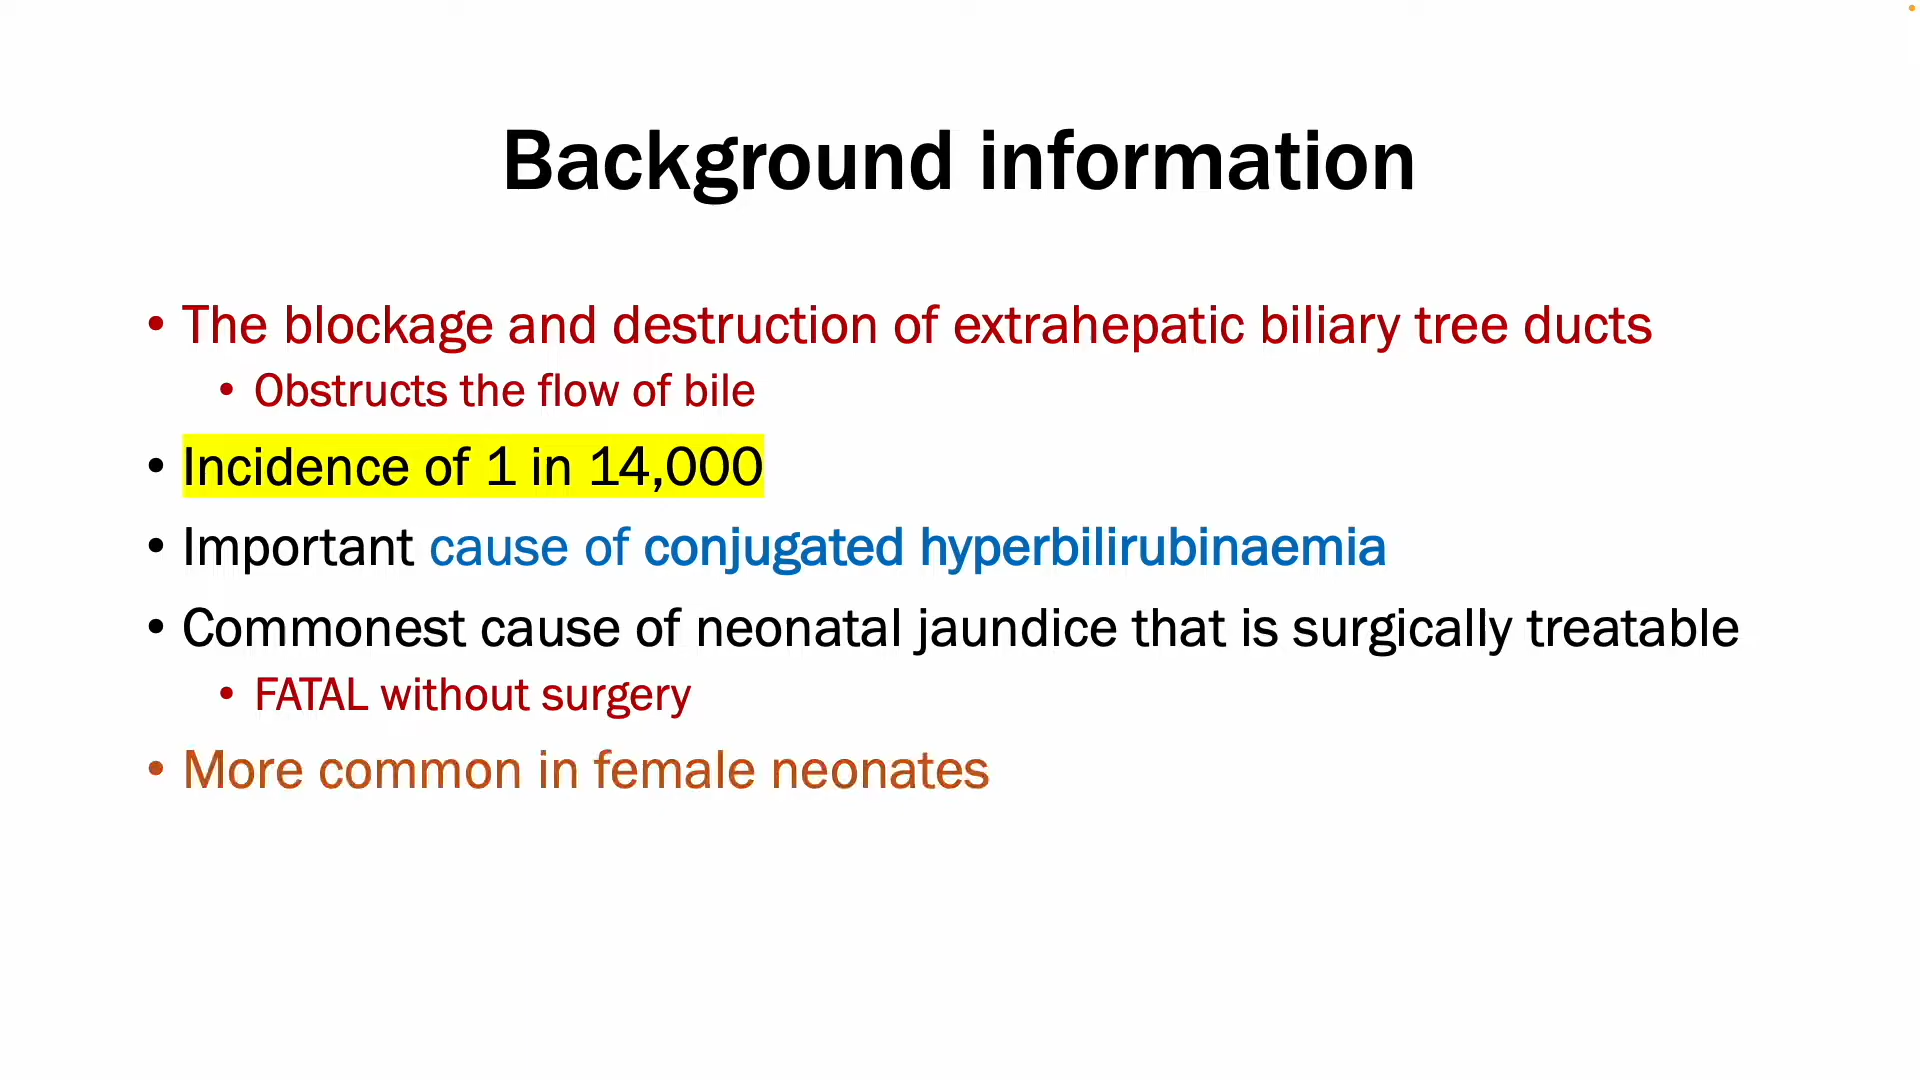 Background information
• The blockage and destruction of extrahepatic biliary tree ducts
• Obstructs the flow of bile
• Incidence of 1 in 14,000
• Important cause of conjugated hyperbilirubinaemia
• Commonest cause of neonatal jaundice that is surgically treatable
• FATAL without surgery
• More common in female neonates